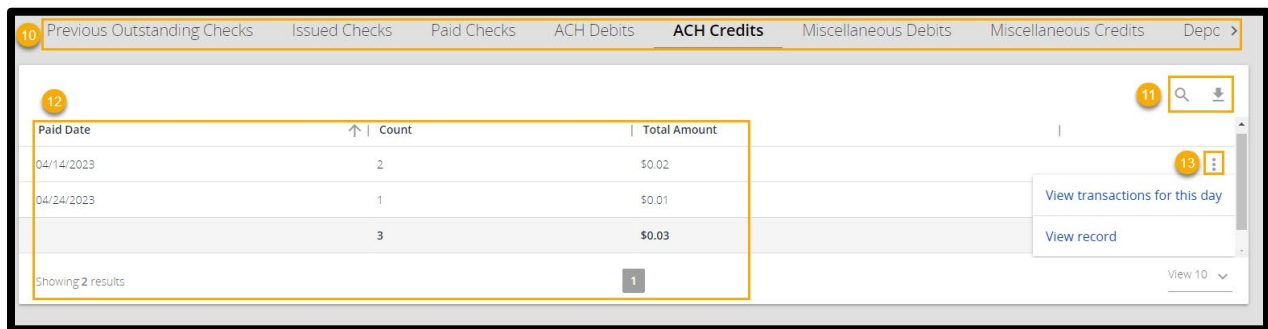 10 Previous Outstanding Checks Issued Checks Paid Checks ACH Debits ACH Credits Miscellaneous Debits Miscellaneous Credits Depc >
11
12
Paid Date Count Total Amount
04/14/2023 2 $0.02 13
04/24/2023 1 $0.01 View transactions for this day
3 $0.03 View record
Showing 2 results 1 View 10